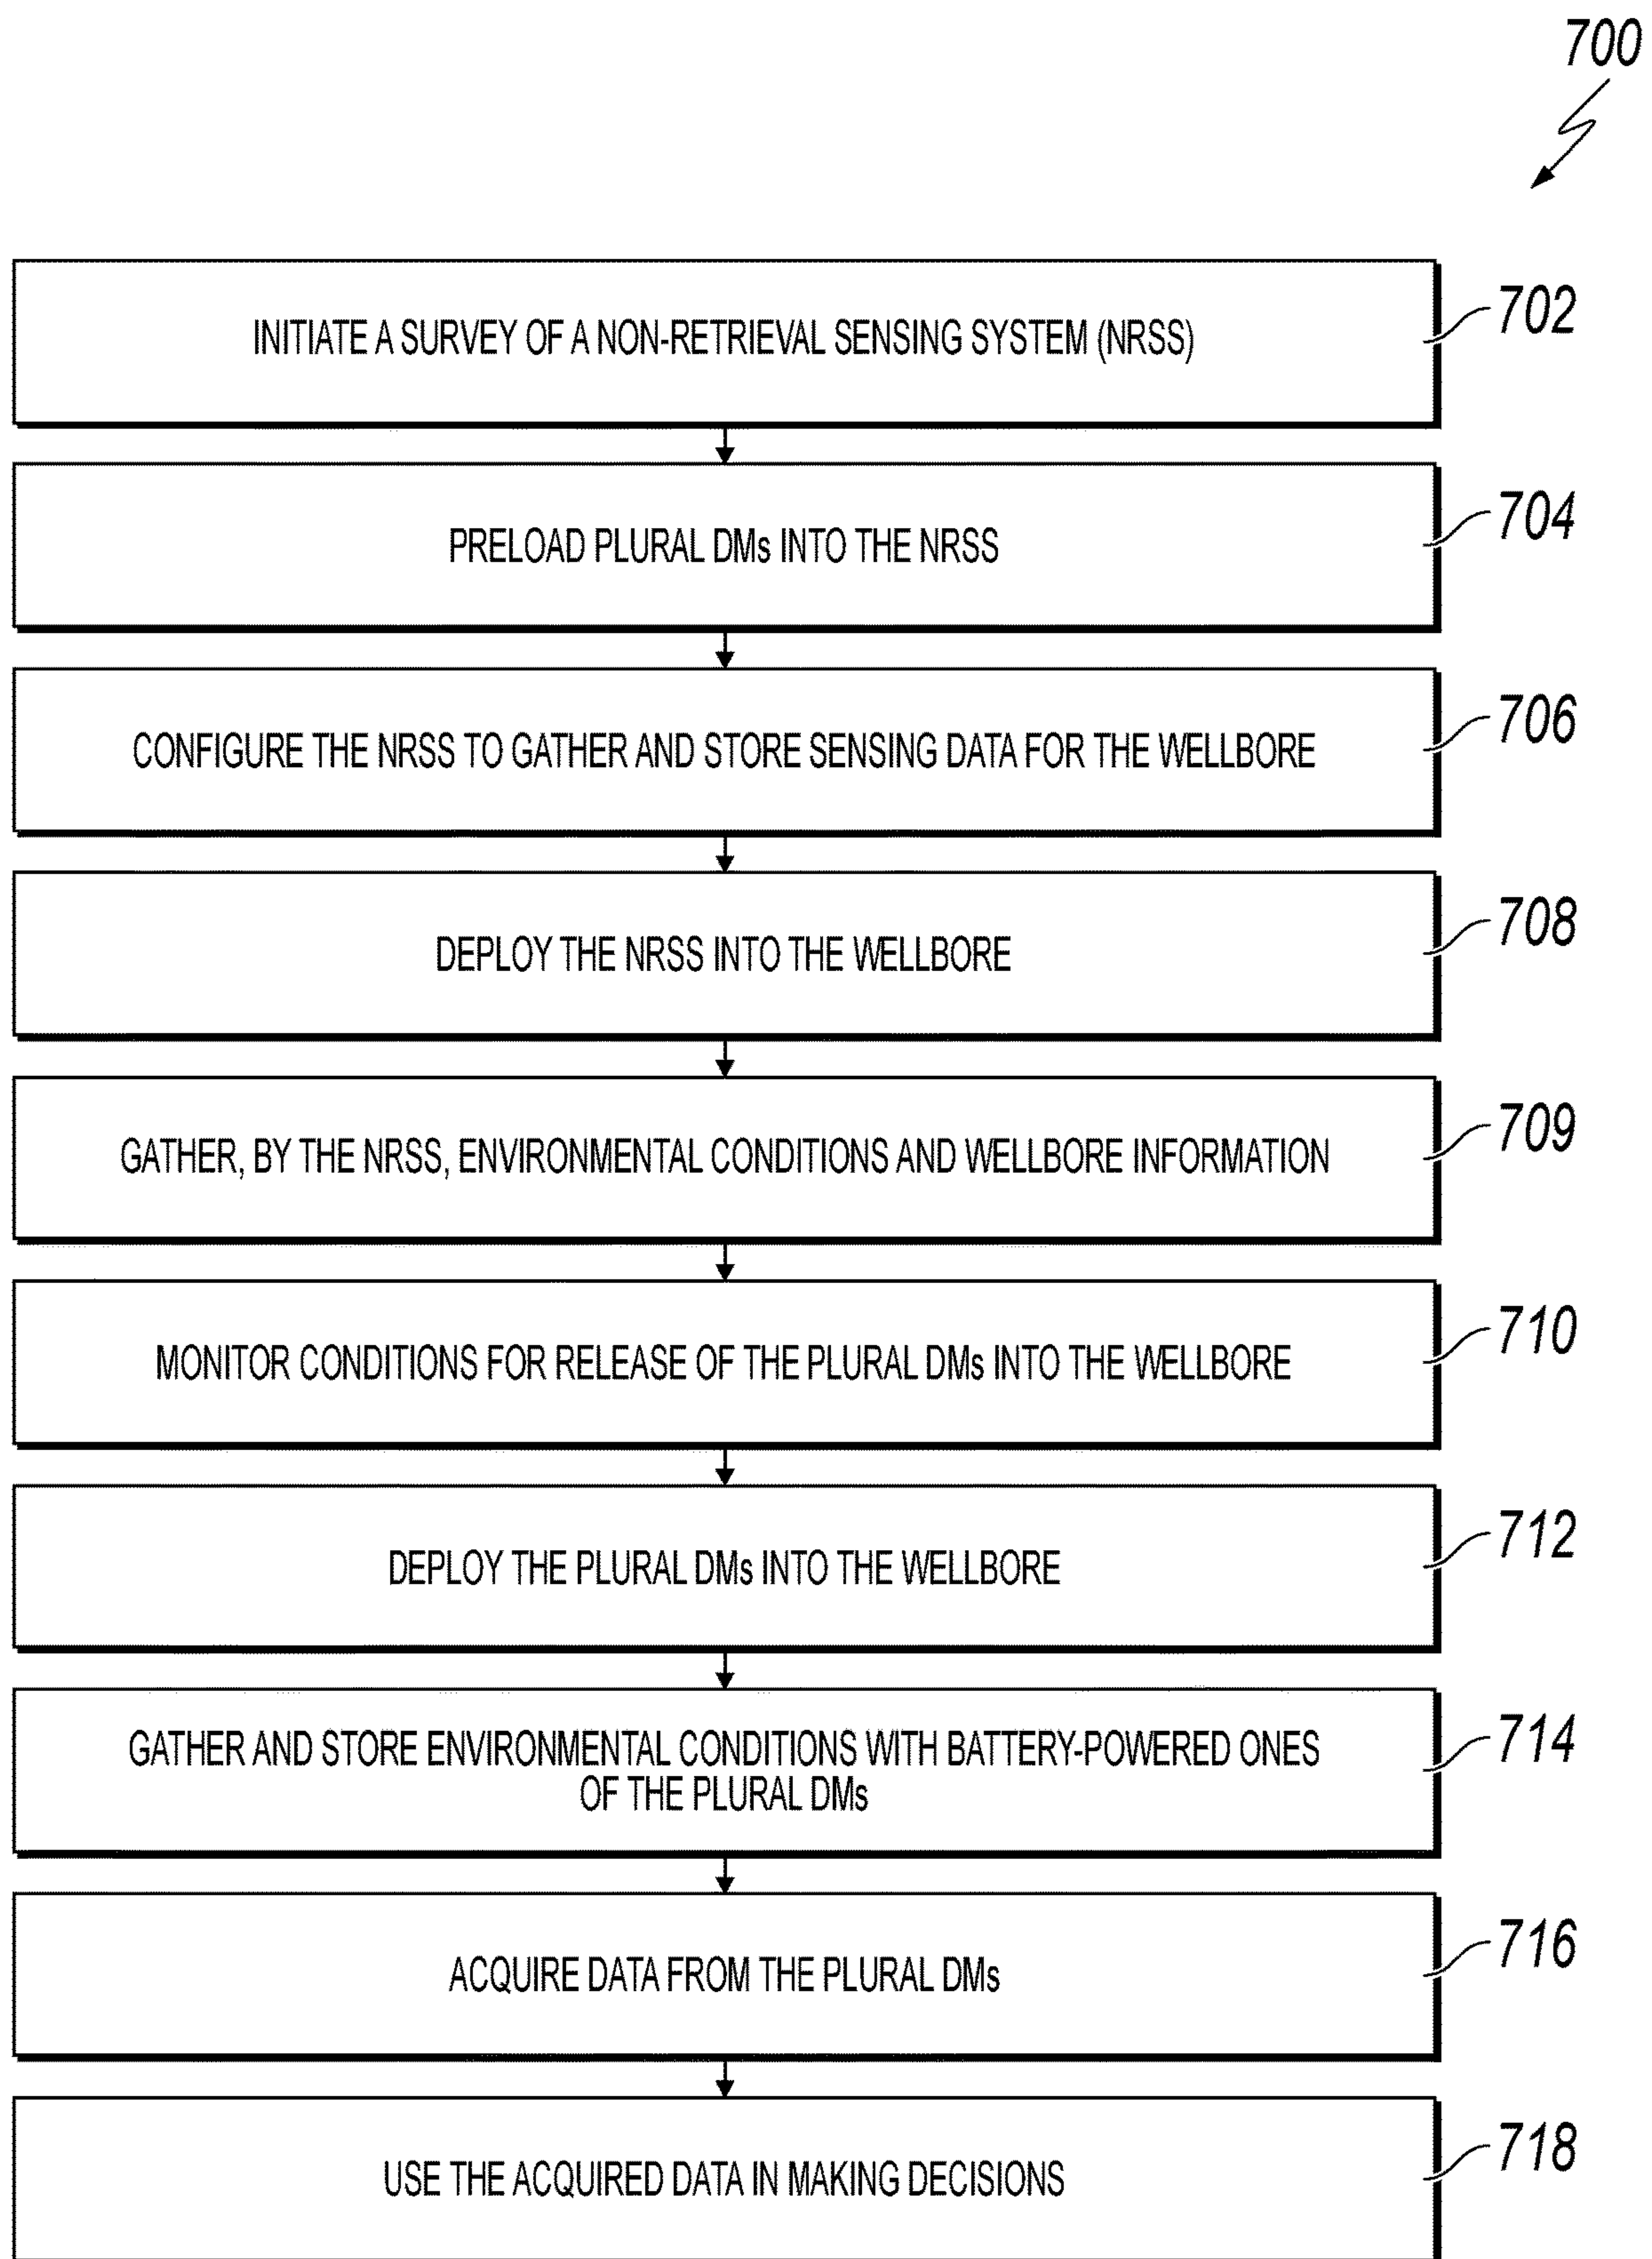 700
INITIATE A SURVEY OF A NON-RETRIEVAL SENSING SYSTEM (NRSS)
702
PRELOAD PLURAL DMs INTO THE NRSS
704
CONFIGURE THE NRSS TO GATHER AND STORE SENSING DATA FOR THE WELLBORE
706
DEPLOY THE NRSS INTO THE WELLBORE
708
GATHER, BY THE NRSS, ENVIRONMENTAL CONDITIONS AND WELLBORE INFORMATION
709
MONITOR CONDITIONS FOR RELEASE OF THE PLURAL DMs INTO THE WELLBORE
710
DEPLOY THE PLURAL DMs INTO THE WELLBORE
712
GATHER AND STORE ENVIRONMENTAL CONDITIONS WITH BATTERY-POWERED ONES
OF THE PLURAL DMs
714
ACQUIRE DATA FROM THE PLURAL DMs
716
USE THE ACQUIRED DATA IN MAKING DECISIONS
718